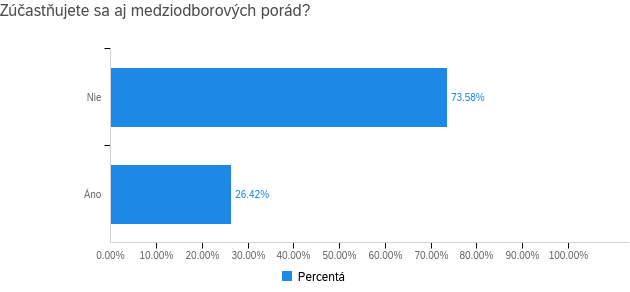 Zúčastňujete sa aj medziodborových porád?
Nie
73.58%
Áno
26.42%
0.00% 10.00% 20.00% 30.00% 40.00% 50.00% 60.00% 70.00% 80.00% 90.00% 100.00%
Percentá